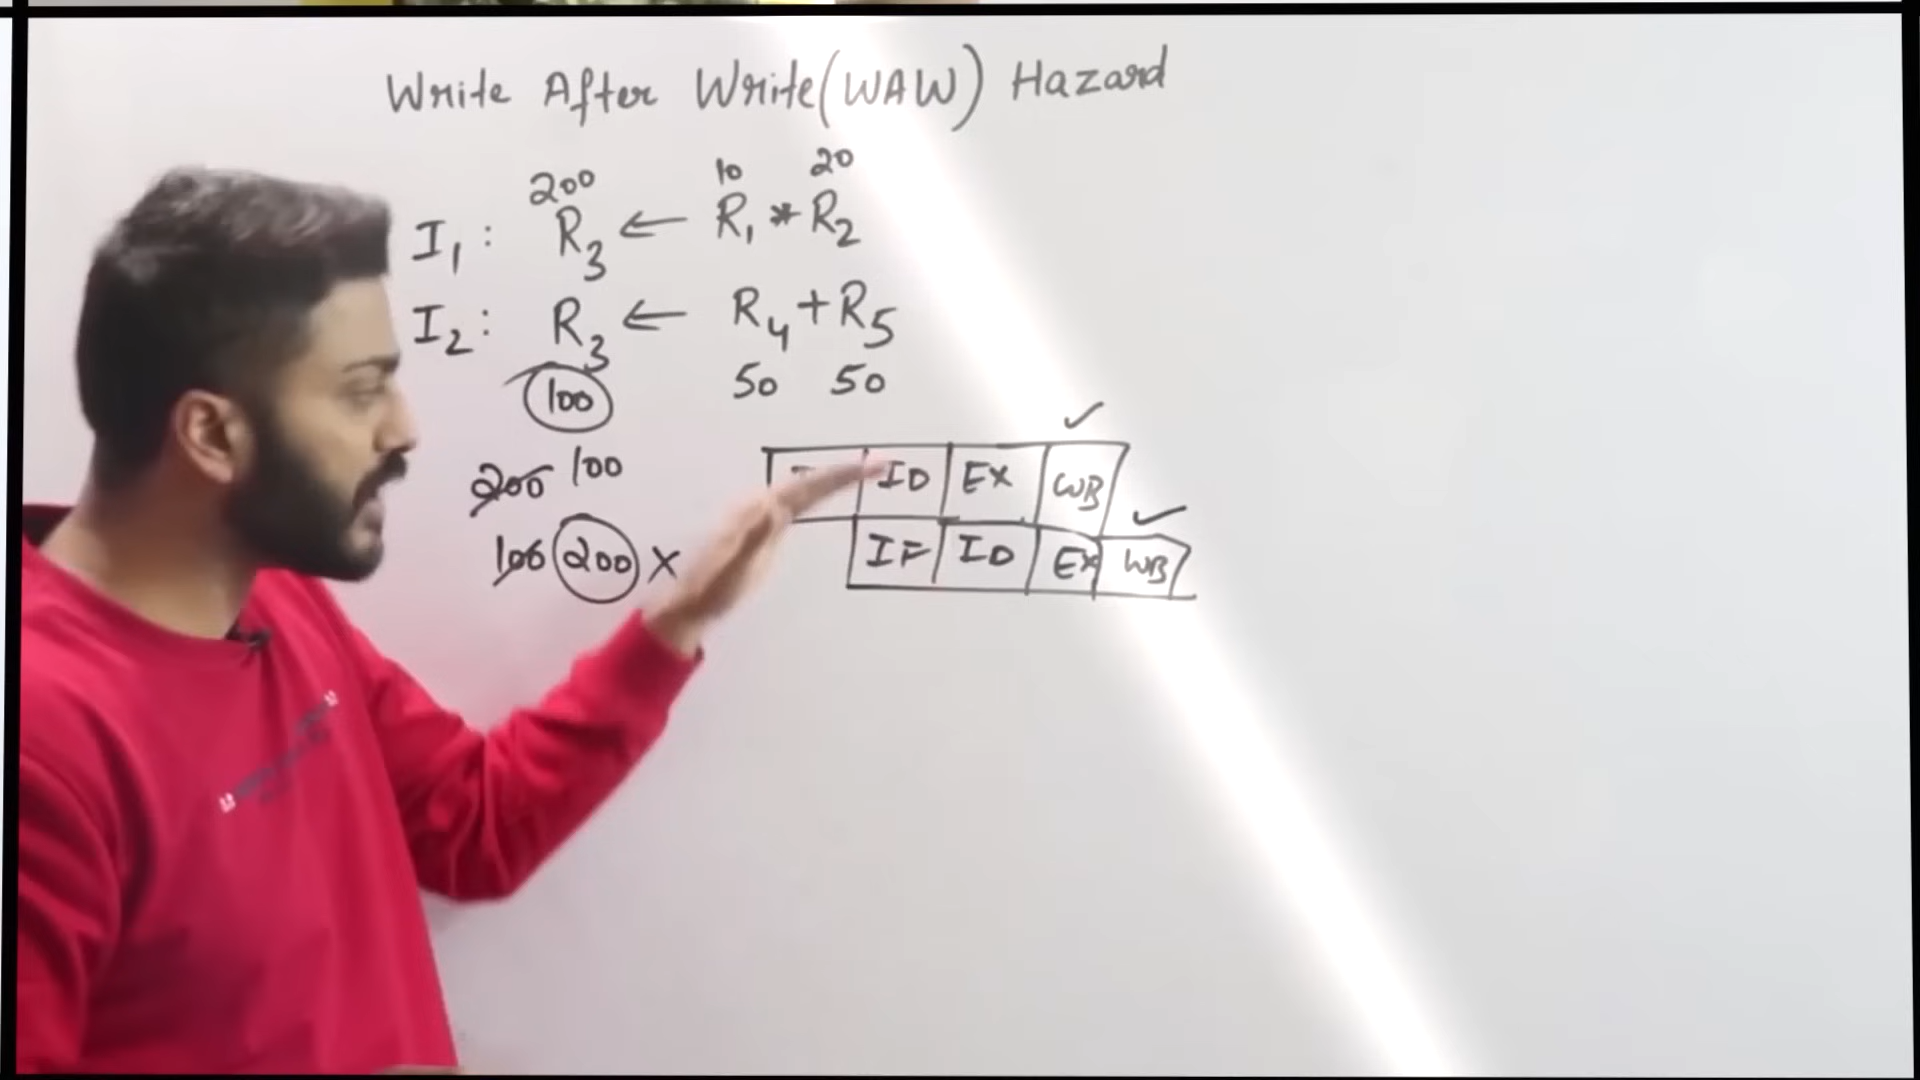 Write After Write (WAW) Hazard
200 10 20
I1 : R3 ← R1 * R2
I2 : R3 ← R4 + R5
100 50 50
200 100
100 200 X
ID EX WB
IF ID EX WB